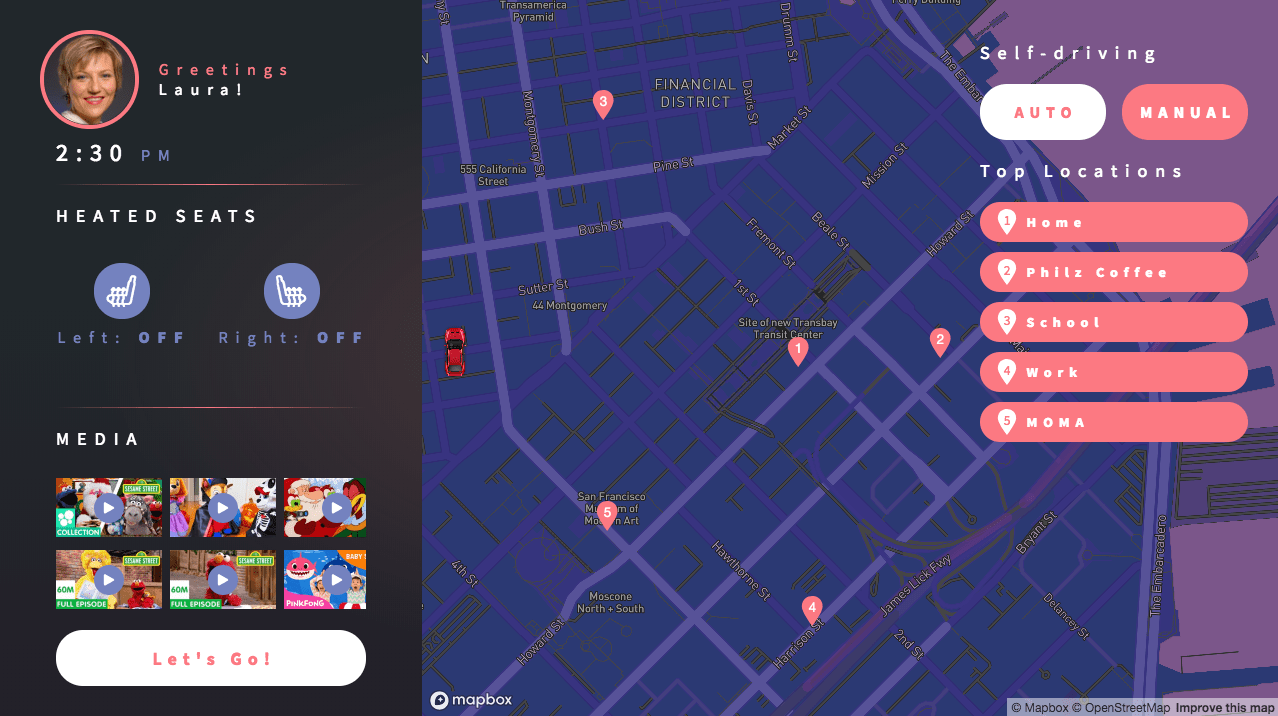 Greetings
Laura!
2:30 PM
HEATED SEATS
Left: OFF
Right: OFF
MEDIA
SESAME STREET
COLLECTION
SESAME STREET
60M
FULL EPISODE
SESAME STREET
60M
FULL EPISODE
BABY
PINKFONG
Let's Go!
Transamerica
Pyramid
Drumm St
Ferry Building
The Embar
FINANCIAL
DISTRICT
3
Montgomery St
Davis St
Market St
Mission St
Pine St
555 California
Street
Bush St
Fremont St
Beale St
Howard St
Sutter St
44 Montgomery
1st St
Site of new Transbay
Transit Center
1
2
San Francisco
Museum of
Modern Art
5
4th St
Hawthorne St
Bryant St
Moscone
North + South
James Lick Fwy
The Embarcadero
Delancey St
4
Howard St
Harrison St
2nd St
mapbox
© Mapbox © OpenStreetMap Improve this map
Self-driving
AUTO
MANUAL
Top Locations
1 Home
2 Philz Coffee
3 School
4 Work
5 MOMA